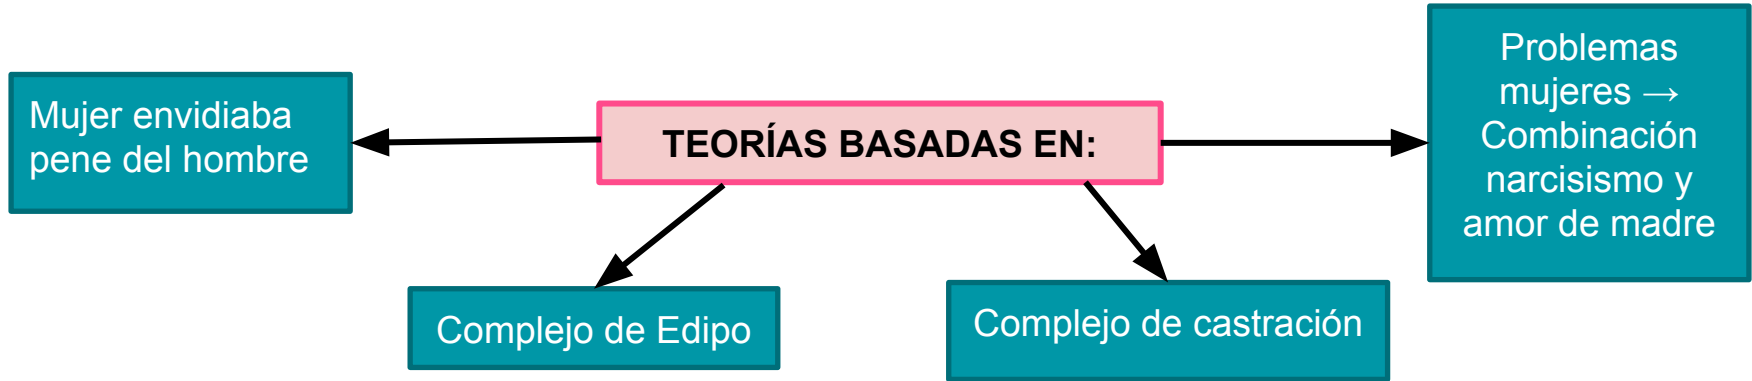 TEORÍAS BASADAS EN:
Mujer envidiaba
pene del hombre
Complejo de Edipo
Complejo de castración
Problemas
mujeres →
Combinación
narcisismo y
amor de madre